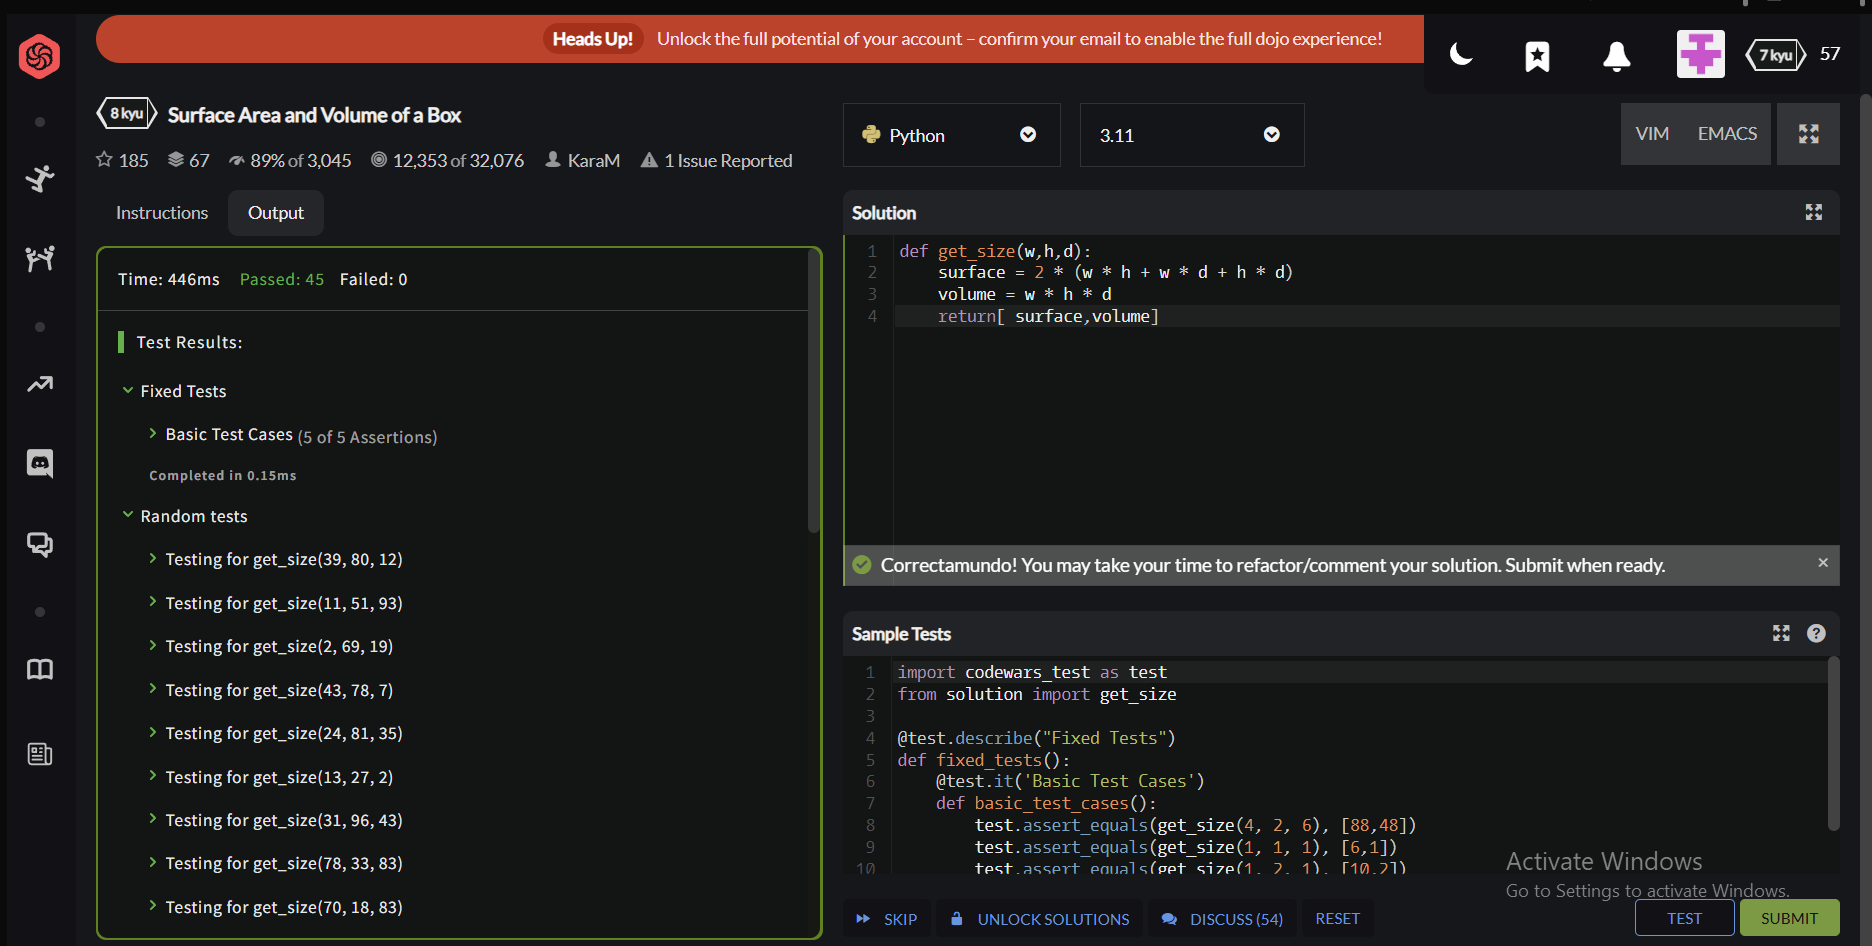 Heads Up! Unlock the full potential of your account – confirm your email to enable the full dojo experience!
7 kyu 57
8 kyu Surface Area and Volume of a Box
185 67 89% of 3,045 12,353 of 32,076 KaraM 1 Issue Reported
Instructions Output
Time: 446ms Passed: 45 Failed: 0
Test Results:
Fixed Tests
Basic Test Cases (5 of 5 Assertions)
Completed in 0.15ms
Random tests
Testing for get_size(39, 80, 12)
Testing for get_size(11, 51, 93)
Testing for get_size(2, 69, 19)
Testing for get_size(43, 78, 7)
Testing for get_size(24, 81, 35)
Testing for get_size(13, 27, 2)
Testing for get_size(31, 96, 43)
Testing for get_size(78, 33, 83)
Testing for get_size(70, 18, 83)
Python 3.11 VIM EMACS
Solution
1 def get_size(w,h,d):
2 surface = 2 * (w * h + w * d + h * d)
3 volume = w * h * d
4 return[ surface,volume]
Correctamundo! You may take your time to refactor/comment your solution. Submit when ready. ×
Sample Tests ?
1 import codewars_test as test
2 from solution import get_size
3
4 @test.describe("Fixed Tests")
5 def fixed_tests():
6 @test.it('Basic Test Cases')
7 def basic_test_cases():
8 test.assert_equals(get_size(4, 2, 6), [88,48])
9 test.assert_equals(get_size(1, 1, 1), [6,1])
10 test.assert_equals(get_size(1, 2, 1), [10,2])
Activate Windows
Go to Settings to activate Windows.
SKIP UNLOCK SOLUTIONS DISCUSS (54) RESET TEST SUBMIT